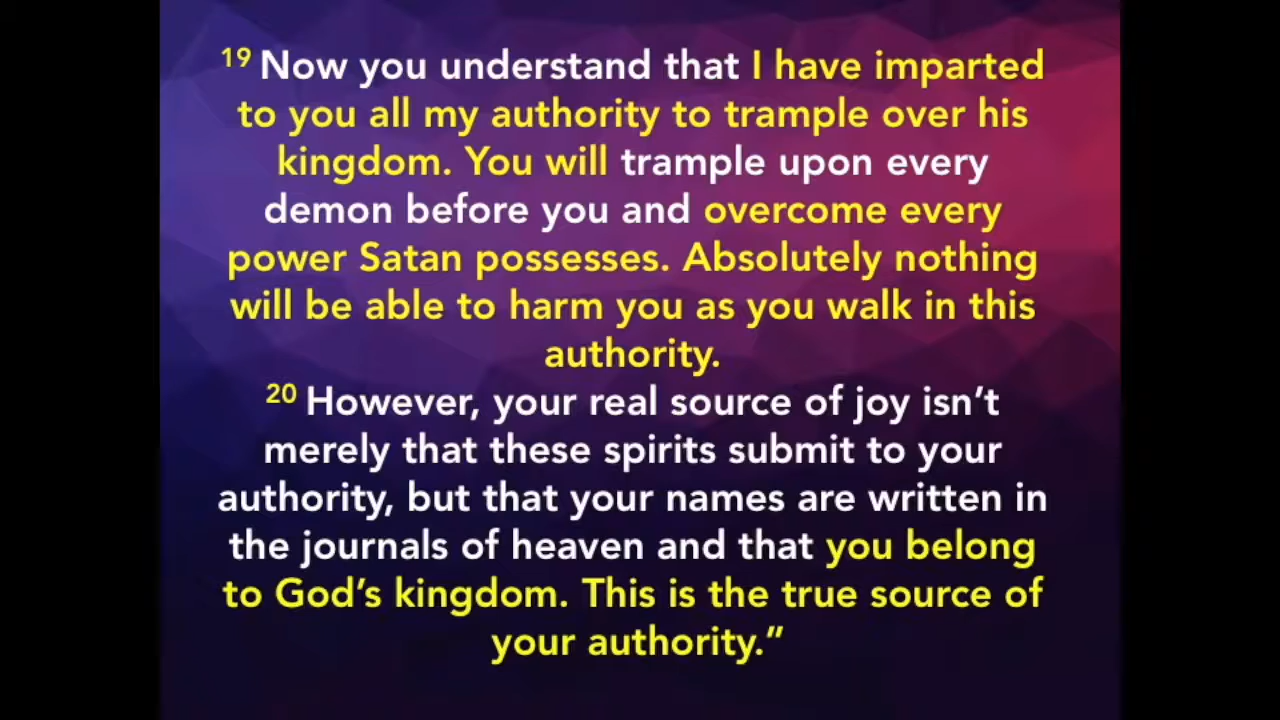 19 Now you understand that I have imparted
to you all my authority to trample over his
kingdom. You will trample upon every
demon before you and overcome every
power Satan possesses. Absolutely nothing
will be able to harm you as you walk in this
authority.
20 However, your real source of joy isn’t
merely that these spirits submit to your
authority, but that your names are written in
the journals of heaven and that you belong
to God’s kingdom. This is the true source of
your authority.”